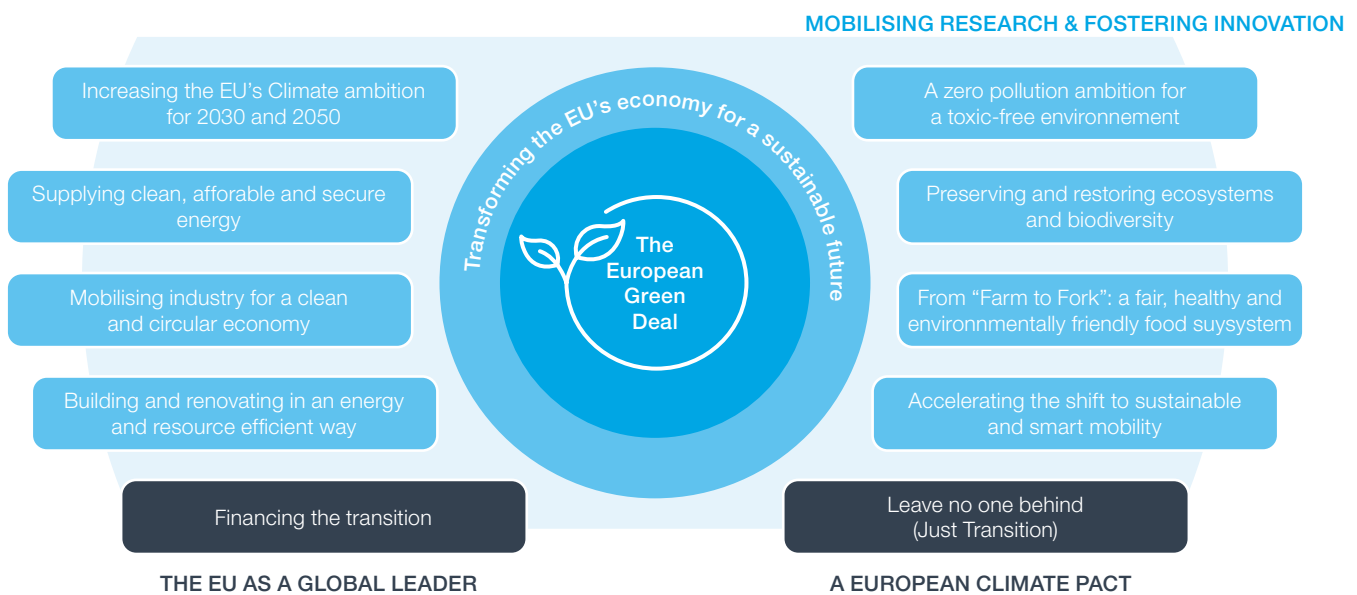 MOBILISING RESEARCH & FOSTERING INNOVATION
Transforming the EU's economy for a sustainable future
The
European
Green
Deal
Increasing the EU's Climate ambition
for 2030 and 2050
Supplying clean, afforable and secure
energy
Mobilising industry for a clean
and circular economy
Building and renovating in an energy
and resource efficient way
Financing the transition
A zero pollution ambition for
a toxic-free environnement
Preserving and restoring ecosystems
and biodiversity
From “Farm to Fork”: a fair, healthy and
environnmentally friendly food suysystem
Accelerating the shift to sustainable
and smart mobility
Leave no one behind
(Just Transition)
THE EU AS A GLOBAL LEADER
A EUROPEAN CLIMATE PACT